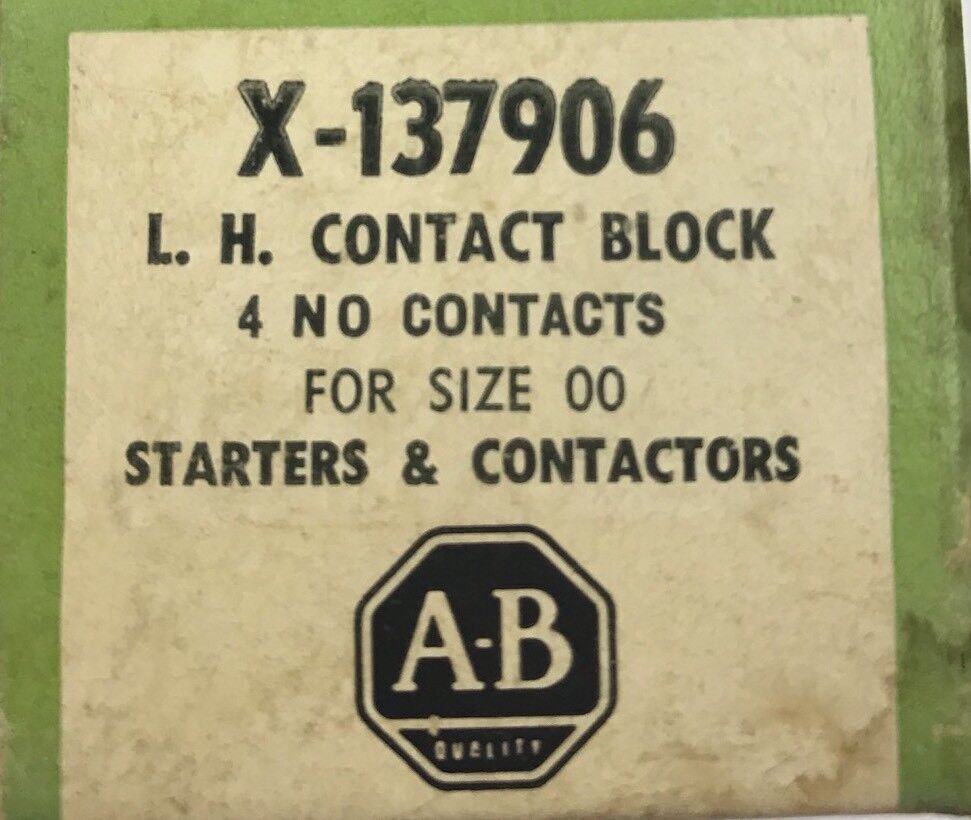 X-137906
L. H. CONTACT BLOCK
4 NO CONTACTS
FOR SIZE 00
STARTERS & CONTACTORS
A-B
QUALITY